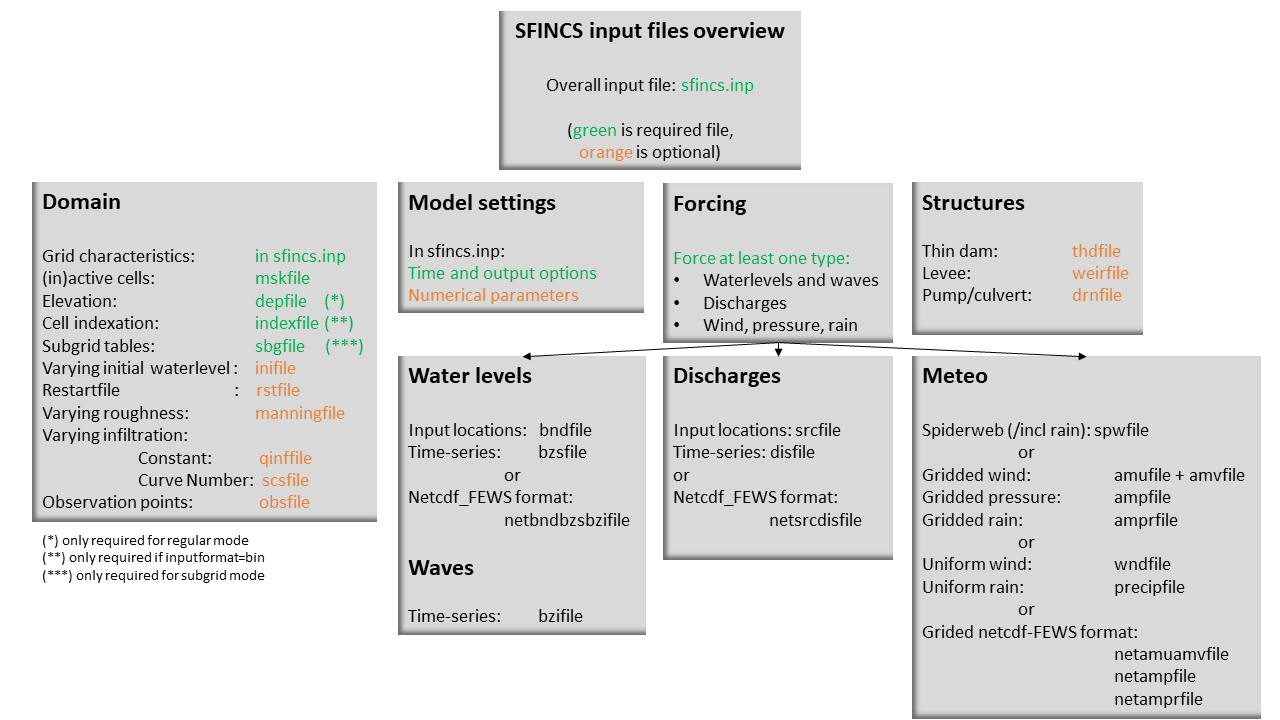 SFINCS input files overview
Overall input file: sfincs.inp
(green is required file,
orange is optional)
Domain
Grid characteristics: in sfincs.inp
(in)active cells: mskfile
Elevation: depfile (*)
Cell indexation: indexfile (**)
Subgrid tables: sbgfile (***)
Varying initial waterlevel : inifile
Restartfile : rstfile
Varying roughness: manningfile
Varying infiltration:
Constant: qinffile
Curve Number: scsfile
Observation points: obsfile
(*) only required for regular mode
(**) only required if inputformat=bin
(***) only required for subgrid mode
Model settings
In sfincs.inp:
Time and output options
Numerical parameters
Forcing
Force at least one type:
• Waterlevels and waves
• Discharges
• Wind, pressure, rain
Structures
Thin dam: thdfile
Levee: weirfile
Pump/culvert: drnfile
Water levels
Input locations: bndfile
Time-series: bzsfile
or
Netcdf_FEWS format:
netbndbzsbzifile
Waves
Time-series: bzifile
Discharges
Input locations: srcfile
Time-series: disfile
or
Netcdf_FEWS format:
netsrcdisfile
Meteo
Spiderweb (/incl rain): spwfile
or
Gridded wind: amufile + amvfile
Gridded pressure: ampfile
Gridded rain: amprfile
or
Uniform wind: wndfile
Uniform rain: precipfile
or
Grided netcdf-FEWS format:
netamuamvfile
netampfile
netamprfile